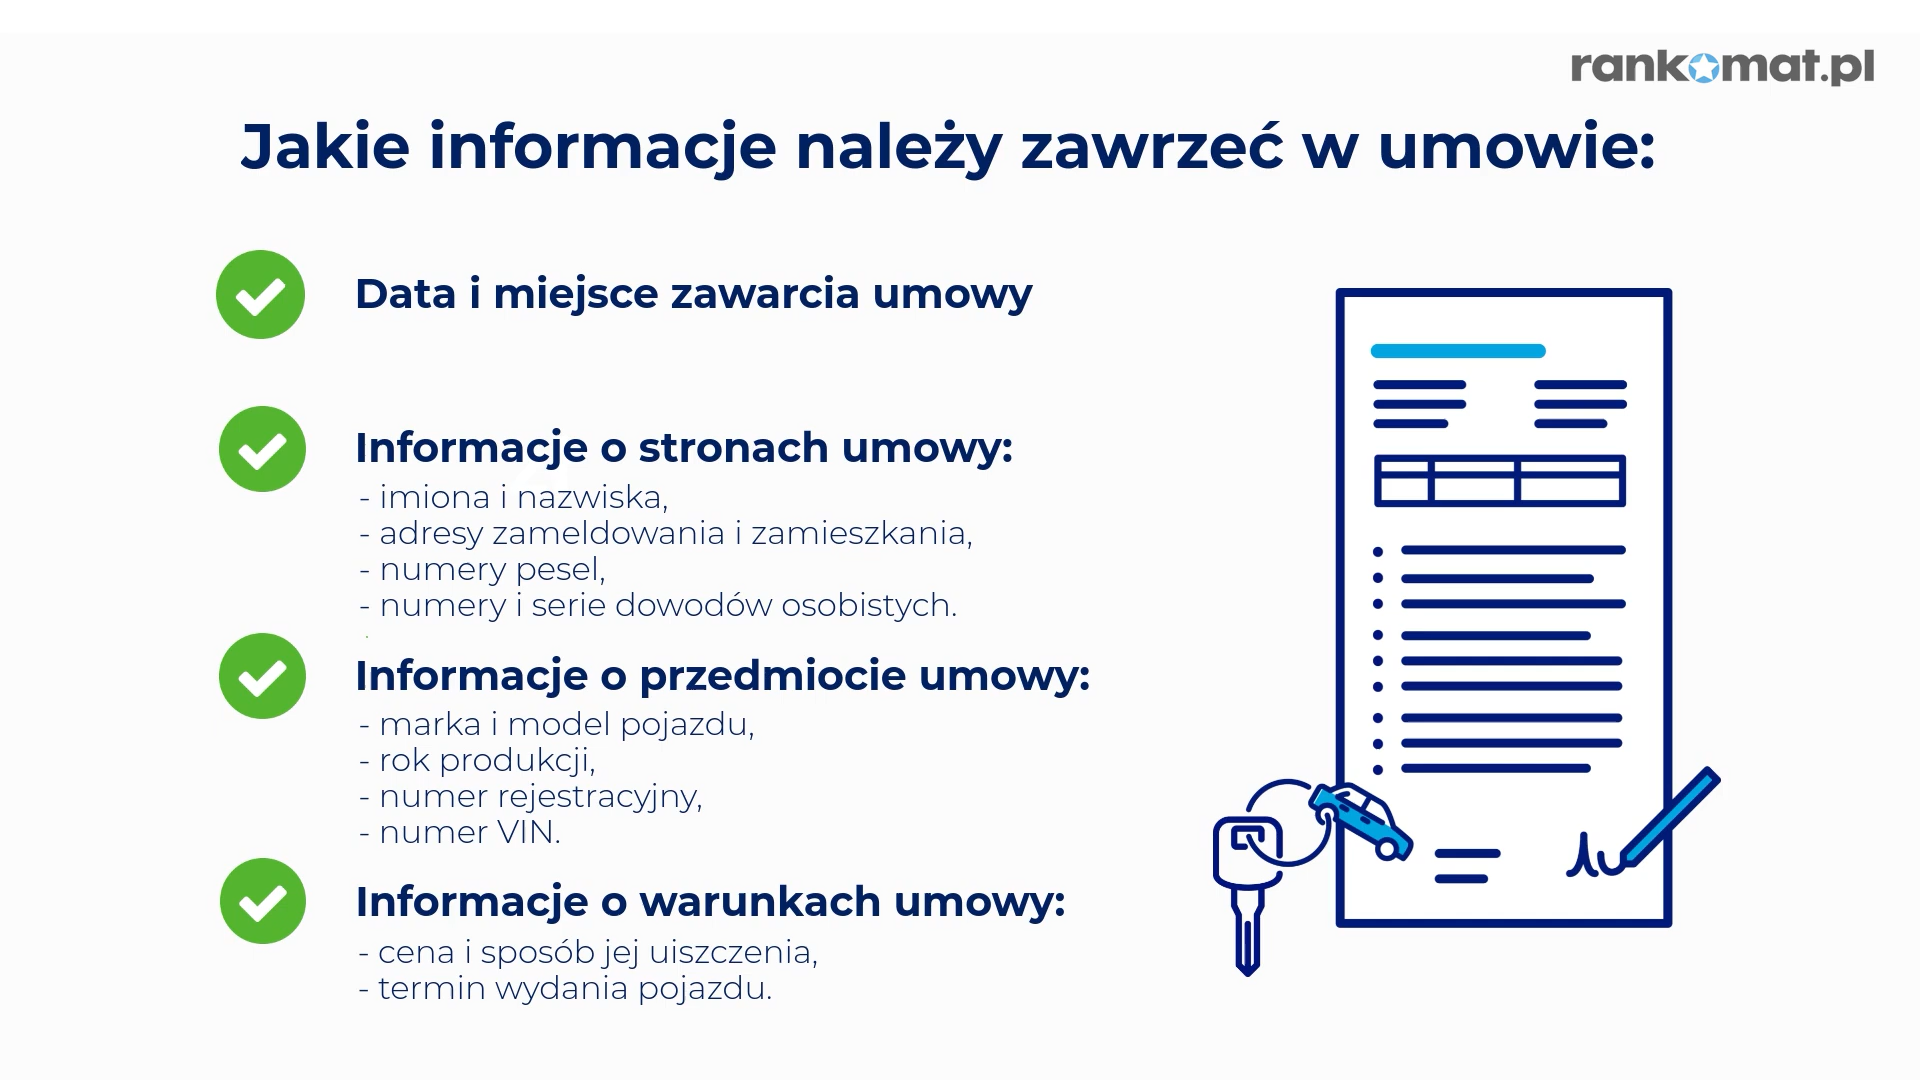 rankomat.pl
Jakie informacje należy zawrzeć w umowie:
Data i miejsce zawarcia umowy
Informacje o stronach umowy:
- imiona i nazwiska,
- adresy zameldowania i zamieszkania,
- numery pesel,
- numery i serie dowodów osobistych.
Informacje o przedmiocie umowy:
- marka i model pojazdu,
- rok produkcji,
- numer rejestracyjny,
- numer VIN.
Informacje o warunkach umowy:
- cena i sposób jej uiszczenia,
- termin wydania pojazdu.